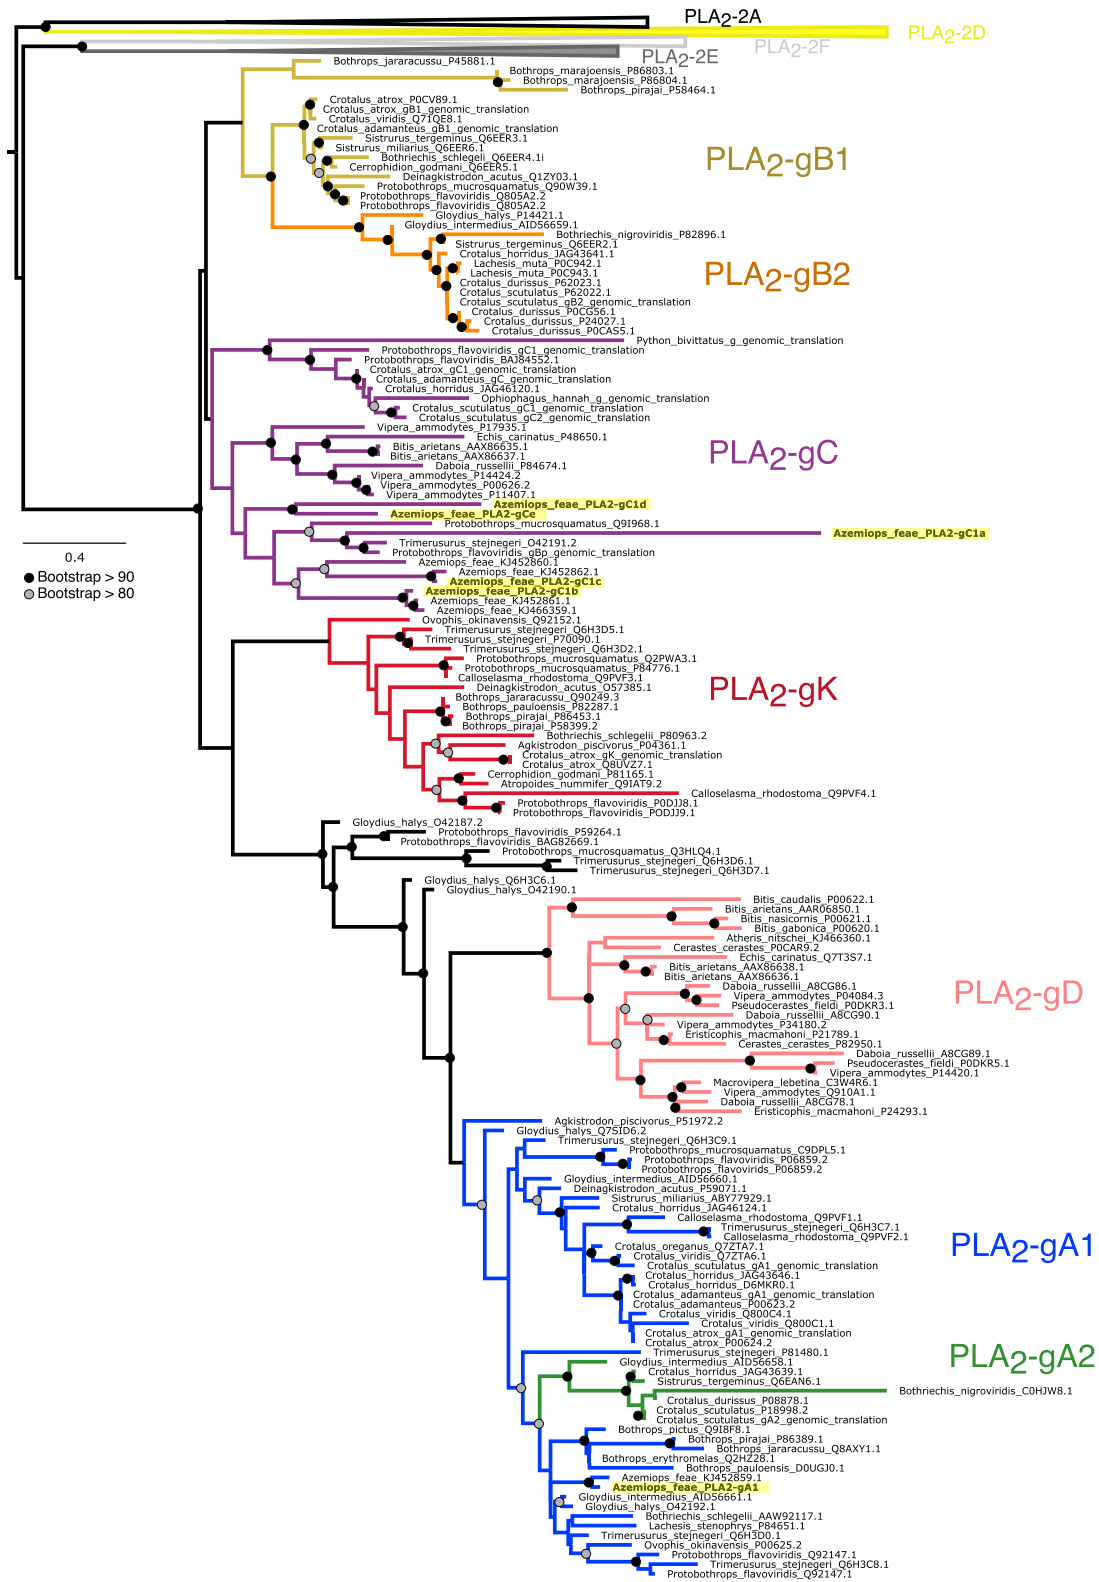 PLA2-2A
PLA2-2D
PLA2-2F
PLA2-2E
Bothrops_jararacussu_P45881.1
Bothrops_marajoensis_P86803.1
Bothrops_marajoensis_P86804.1
Bothrops_pirajai_P58464.1
Crotalus_atrox_P0CV89.1
Crotalus_atrox_gB1_genomic_translation
Crotalus_viridis_Q71QE8.1
Crotalus_adamanteus_gB1_genomic_translation
Sistrurus_tergeminus_Q6EER3.1
Sistrurus_miliarius_Q6EER6.1
Bothriechis_schlegeli_Q6EER4.1i
Cerrophidion_godmani_Q6EER5.1
PLA2-gB1
Deinagkistrodon_acutus_Q1ZY03.1
Protobothrops_mucrosquamatus_Q90W39.1
Protobothrops_flavoviridis_Q805A2.2
Protobothrops_flavoviridis_Q805A2.2
Gloydius_halys_P14421.1
Gloydius_intermedius_AID56659.1
Bothriechis_nigroviridis_P82896.1
Sistrurus_tergeminus_Q6EER2.1
Crotalus_horridus_JAG43641.1
Lachesis_muta_P0C942.1
Lachesis_muta_P0C943.1
PLA2-gB2
Crotalus_durissus_P62023.1
Crotalus_scutulatus_P62022.1
Crotalus_scutulatus_gB2_genomic_translation
Crotalus_durissus_P0CG56.1
Crotalus_durissus_P24027.1
Crotalus_durissus_P0CAS5.1
Python_bivittatus_g_genomic_translation
Protobothrops_flavoviridis_gC1_genomic_translation
Protobothrops_flavoviridis_BAJ84552.1
Crotalus_atrox_gC1_genomic_translation
Crotalus_adamanteus_gC_genomic_translation
Crotalus_horridus_JAG46120.1
Ophiophagus_hannah_g_genomic_translation
Crotalus_scutulatus_gC1_genomic_translation
Crotalus_scutulatus_gC2_genomic_translation
Vipera_ammodytes_P17935.1
Echis_carinatus_P48650.1
Bitis_arietans_AAX86635.1
PLA2-gC
Bitis_arietans_AAX86637.1
Daboia_russellii_P84674.1
Vipera_ammodytes_P14424.2
Vipera_ammodytes_P00626.2
Vipera_ammodytes_P11407.1
Azemiops_feae_PLA2-gC1d
Azemiops_feae_PLA2-gCe
Protobothrops_mucrosquamatus_Q9I968.1
Azemiops_feae_PLA2-gC1a
Trimerusurus_stejnegeri_O42191.2
Protobothrops_flavoviridis_gBp_genomic_translation
0.4
Azemiops_feae_KJ452860.1
Azemiops_feae_KJ452862.1
Bootstrap > 90
Azemiops_feae_PLA2-gC1c
Azemiops_feae_PLA2-gC1b
Bootstrap > 80
Azemiops_feae_KJ452861.1
Azemiops_feae_KJ466359.1
Ovophis_okinavensis_Q92152.1
Trimerusurus_stejnegeri_Q6H3D5.1
Trimerusurus_stejnegeri_P70090.1
Trimerusurus_stejnegeri_Q6H3D2.1
Protobothrops_mucrosquamatus_Q2PWA3.1
Protobothrops_mucrosquamatus_P84776.1
Calloselasma_rhodostoma_Q9PVF3.1
Deinagkistrodon_acutus_O57385.1
PLA2-gK
Bothrops_jararacussu_Q90249.3
Bothrops_pauloensis_P82287.1
Bothrops_pirajai_P86453.1
Bothrops_pirajai_P58399.2
Bothriechis_schlegelii_P80963.2
Agkistrodon_piscivorus_P04361.1
Crotalus_atrox_gK_genomic_translation
Crotalus_atrox_Q8UVZ7.1
Cerrophidion_godmani_P81165.1
Atropoides_nummifer_Q9IAT9.2
Calloselasma_rhodostoma_Q9PVF4.1
Protobothrops_flavoviridis_P0DJJ8.1
Protobothrops_flavoviridis_PODJJ9.1
Gloydius_halys_O42187.2
Protobothrops_flavoviridis_P59264.1
Protobothrops_flavoviridis_BAG82669.1
Protobothrops_mucrosquamatus_Q3HLQ4.1
Trimerusurus_stejnegeri_Q6H3D6.1
Trimerusurus_stejnegeri_Q6H3D7.1
Gloydius_halys_Q6H3C6.1
Gloydius_halys_O42190.1
Bitis_caudalis_P00622.1
Bitis_arietans_AAR06850.1
Bitis_nasicornis_P00621.1
Bitis_gabonica_P00620.1
Atheris_nitschei_KJ466360.1
Cerastes_cerastes_P0CAR9.2
Echis_carinatus_Q7T3S7.1
Bitis_arietans_AAX86638.1
Bitis_arietans_AAX86636.1
Daboia_russellii_A8CG86.1
PLA2-gD
Vipera_ammodytes_P04084.3
Pseudocerastes_fieldi_P0DKR3.1
Daboia_russellii_A8CG90.1
Vipera_ammodytes_P34180.2
Eristicophis_macmahoni_P21789.1
Cerastes_cerastes_P82950.1
Daboia_russellii_A8CG89.1
Pseudocerastes_fieldi_P0DKR5.1
Vipera_ammodytes_P14420.1
Macrovipera_lebetina_C3W4R6.1
Vipera_ammodytes_Q910A1.1
Daboia_russellii_A8CG78.1
Eristicophis_macmahoni_P24293.1
Agkistrodon_piscivorus_P51972.2
Gloydius_halys_Q7SID6.2
Trimerusurus_stejnegeri_Q6H3C9.1
Protobothrops_mucrosquamatus_C9DPL5.1
Protobothrops_flavoviridis_P06859.2
Protobothrops_flavoviridis_P06859.2
Gloydius_intermedius_AID56660.1
Deinagkistrodon_acutus_P59071.1
Sistrurus_miliarius_ABY77929.1
Crotalus_horridus_JAG46124.1
Calloselasma_rhodostoma_Q9PVF1.1
Trimerusurus_stejnegeri_Q6H3C7.1
Calloselasma_rhodostoma_Q9PVF2.1
PLA2-gA1
Crotalus_oreganus_Q7ZTA7.1
Crotalus_viridis_Q7ZTA6.1
Crotalus_scutulatus_gA1_genomic_translation
Crotalus_horridus_JAG43646.1
Crotalus_horridus_D6MKR0.1
Crotalus_adamanteus_gA1_genomic_translation
Crotalus_adamanteus_P00623.2
Crotalus_viridis_Q800C4.1
Crotalus_viridis_Q800C1.1
Crotalus_atrox_gA1_genomic_translation
Crotalus_atrox_P00624.2
Trimerusurus_stejnegeri_P81480.1
PLA2-gA2
Gloydius_intermedius_AID56658.1
Crotalus_horridus_JAG43639.1
Sistrurus_tergeminus_Q6EAN6.1
Bothriechis_nigroviridis_C0HJW8.1
Crotalus_durissus_P08878.1
Crotalus_scutulatus_P18998.2
Crotalus_scutulatus_gA2_genomic_translation
Bothrops_pictus_Q9I8F8.1
Bothrops_pirajai_P86389.1
Bothrops_jararacussu_Q8AXY1.1
Bothrops_erythromelas_Q2HZ28.1
Bothrops_pauloensis_D0UGJ0.1
Azemiops_feae_KJ452859.1
Azemiops_feae_PLA2-gA1
Gloydius_intermedius_AID56661.1
Gloydius_halys_O42192.1
Bothriechis_schlegelii_AAW92117.1
Lachesis_stenophrys_P84651.1
Trimerusurus_stejnegeri_Q6H3D0.1
Ovophis_okinavensis_P00625.2
Protobothrops_flavoviridis_Q92147.1
Trimerusurus_stejnegeri_Q6H3C8.1
Protobothrops_flavoviridis_Q92147.1